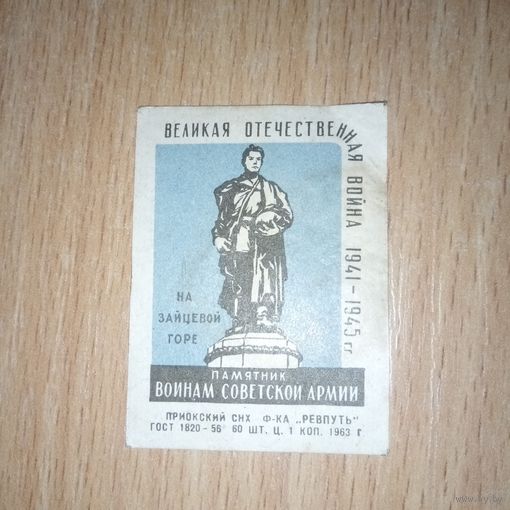 ВЕЛИКАЯ ОТЕЧЕСТВЕННАЯ ВОЙНА 1941-1945 гг
НА
ЗАЙЦЕВОЙ
ГОРЕ
ПАМЯТНИК
ВОИНАМ СОВЕТСКОЙ АРМИИ
ПРИОКСКИЙ СНХ Ф-КА „РЕВПУТЬ"
ГОСТ 1820-56 60 ШТ. Ц. 1 КОП. 1963 г